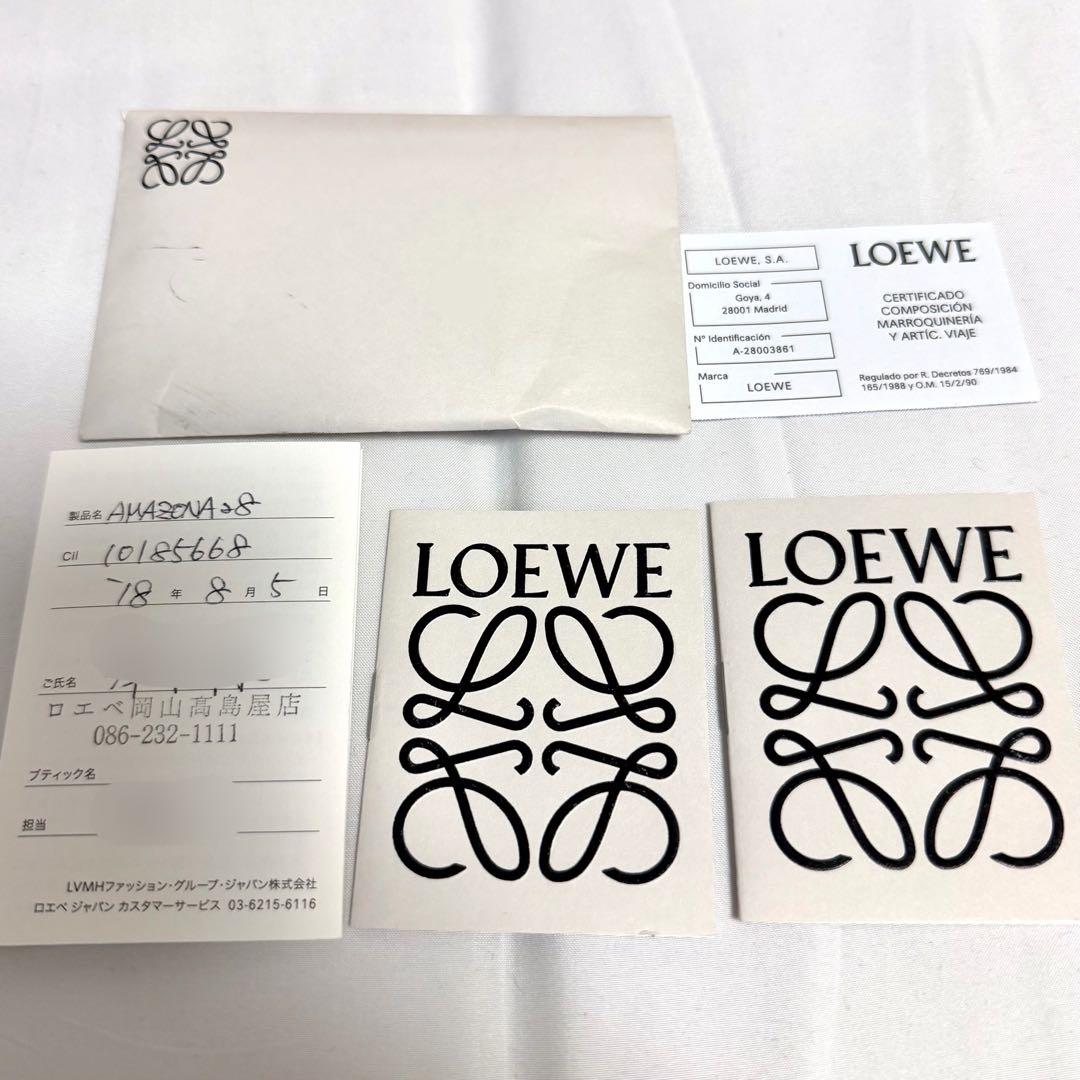 LOEWE, S.A.
Domicilio Social
Goya, 4
28001 Madrid
Nº Identificación
A-28003861
Marca
LOEWE
LOEWE
CERTIFICADO
COMPOSICIÓN
MARROQUINERÍA
Y ARTÍC. VIAJE
Regulado por R. Decretos 769/1984
165/1988 y O.M. 15/2/90
製品名 AMAZONA 28
Cil 10185668
'18 年 8 月 5 日
ご氏名
ロエベ岡山髙島屋店
086-232-1111
ブティック名
担当
LVMHファッション・グループ・ジャパン株式会社
ロエベ ジャパン カスタマーサービス 03-6215-6116
LOEWE
LOEWE